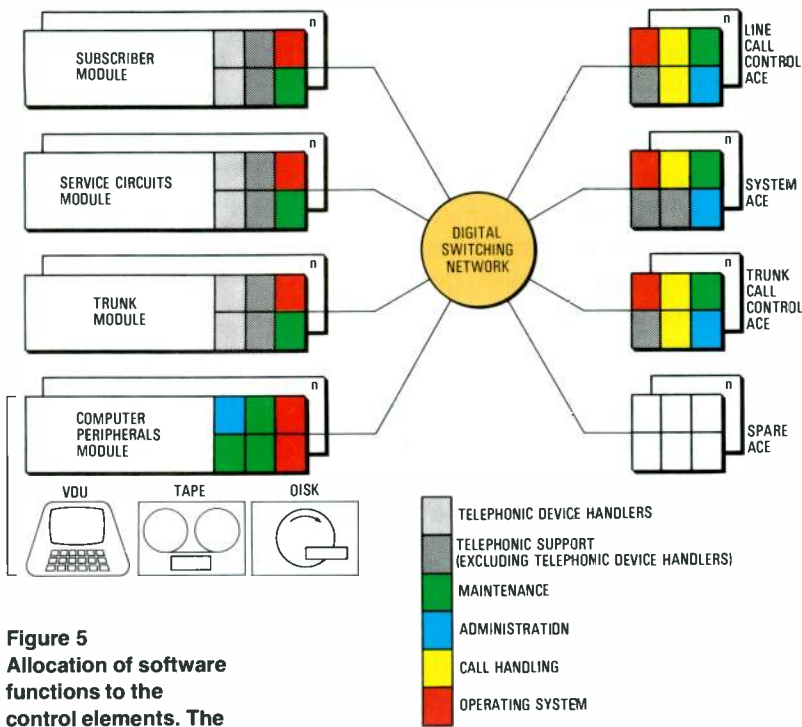 n
SUBSCRIBER
MODULE
n
SERVICE CIRCUITS
MODULE
n
TRUNK
MODULE
n
COMPUTER
PERIPHERALS
MODULE
VDU
TAPE
OISK
DIGITAL
SWITCHING
NETWORK
n
LINE
CALL
CONTROL
ACE
n
SYSTEM
ACE
n
TRUNK
CALL
CONTROL
ACE
n
SPARE
ACE
TELEPHONIC DEVICE HANDLERS
TELEPHONIC SUPPORT
(EXCLUDING TELEPHONIC DEVICE HANDLERS)
MAINTENANCE
ADMINISTRATION
CALL HANDLING
OPERATING SYSTEM
Figure 5
Allocation of software
functions to the
control elements. The